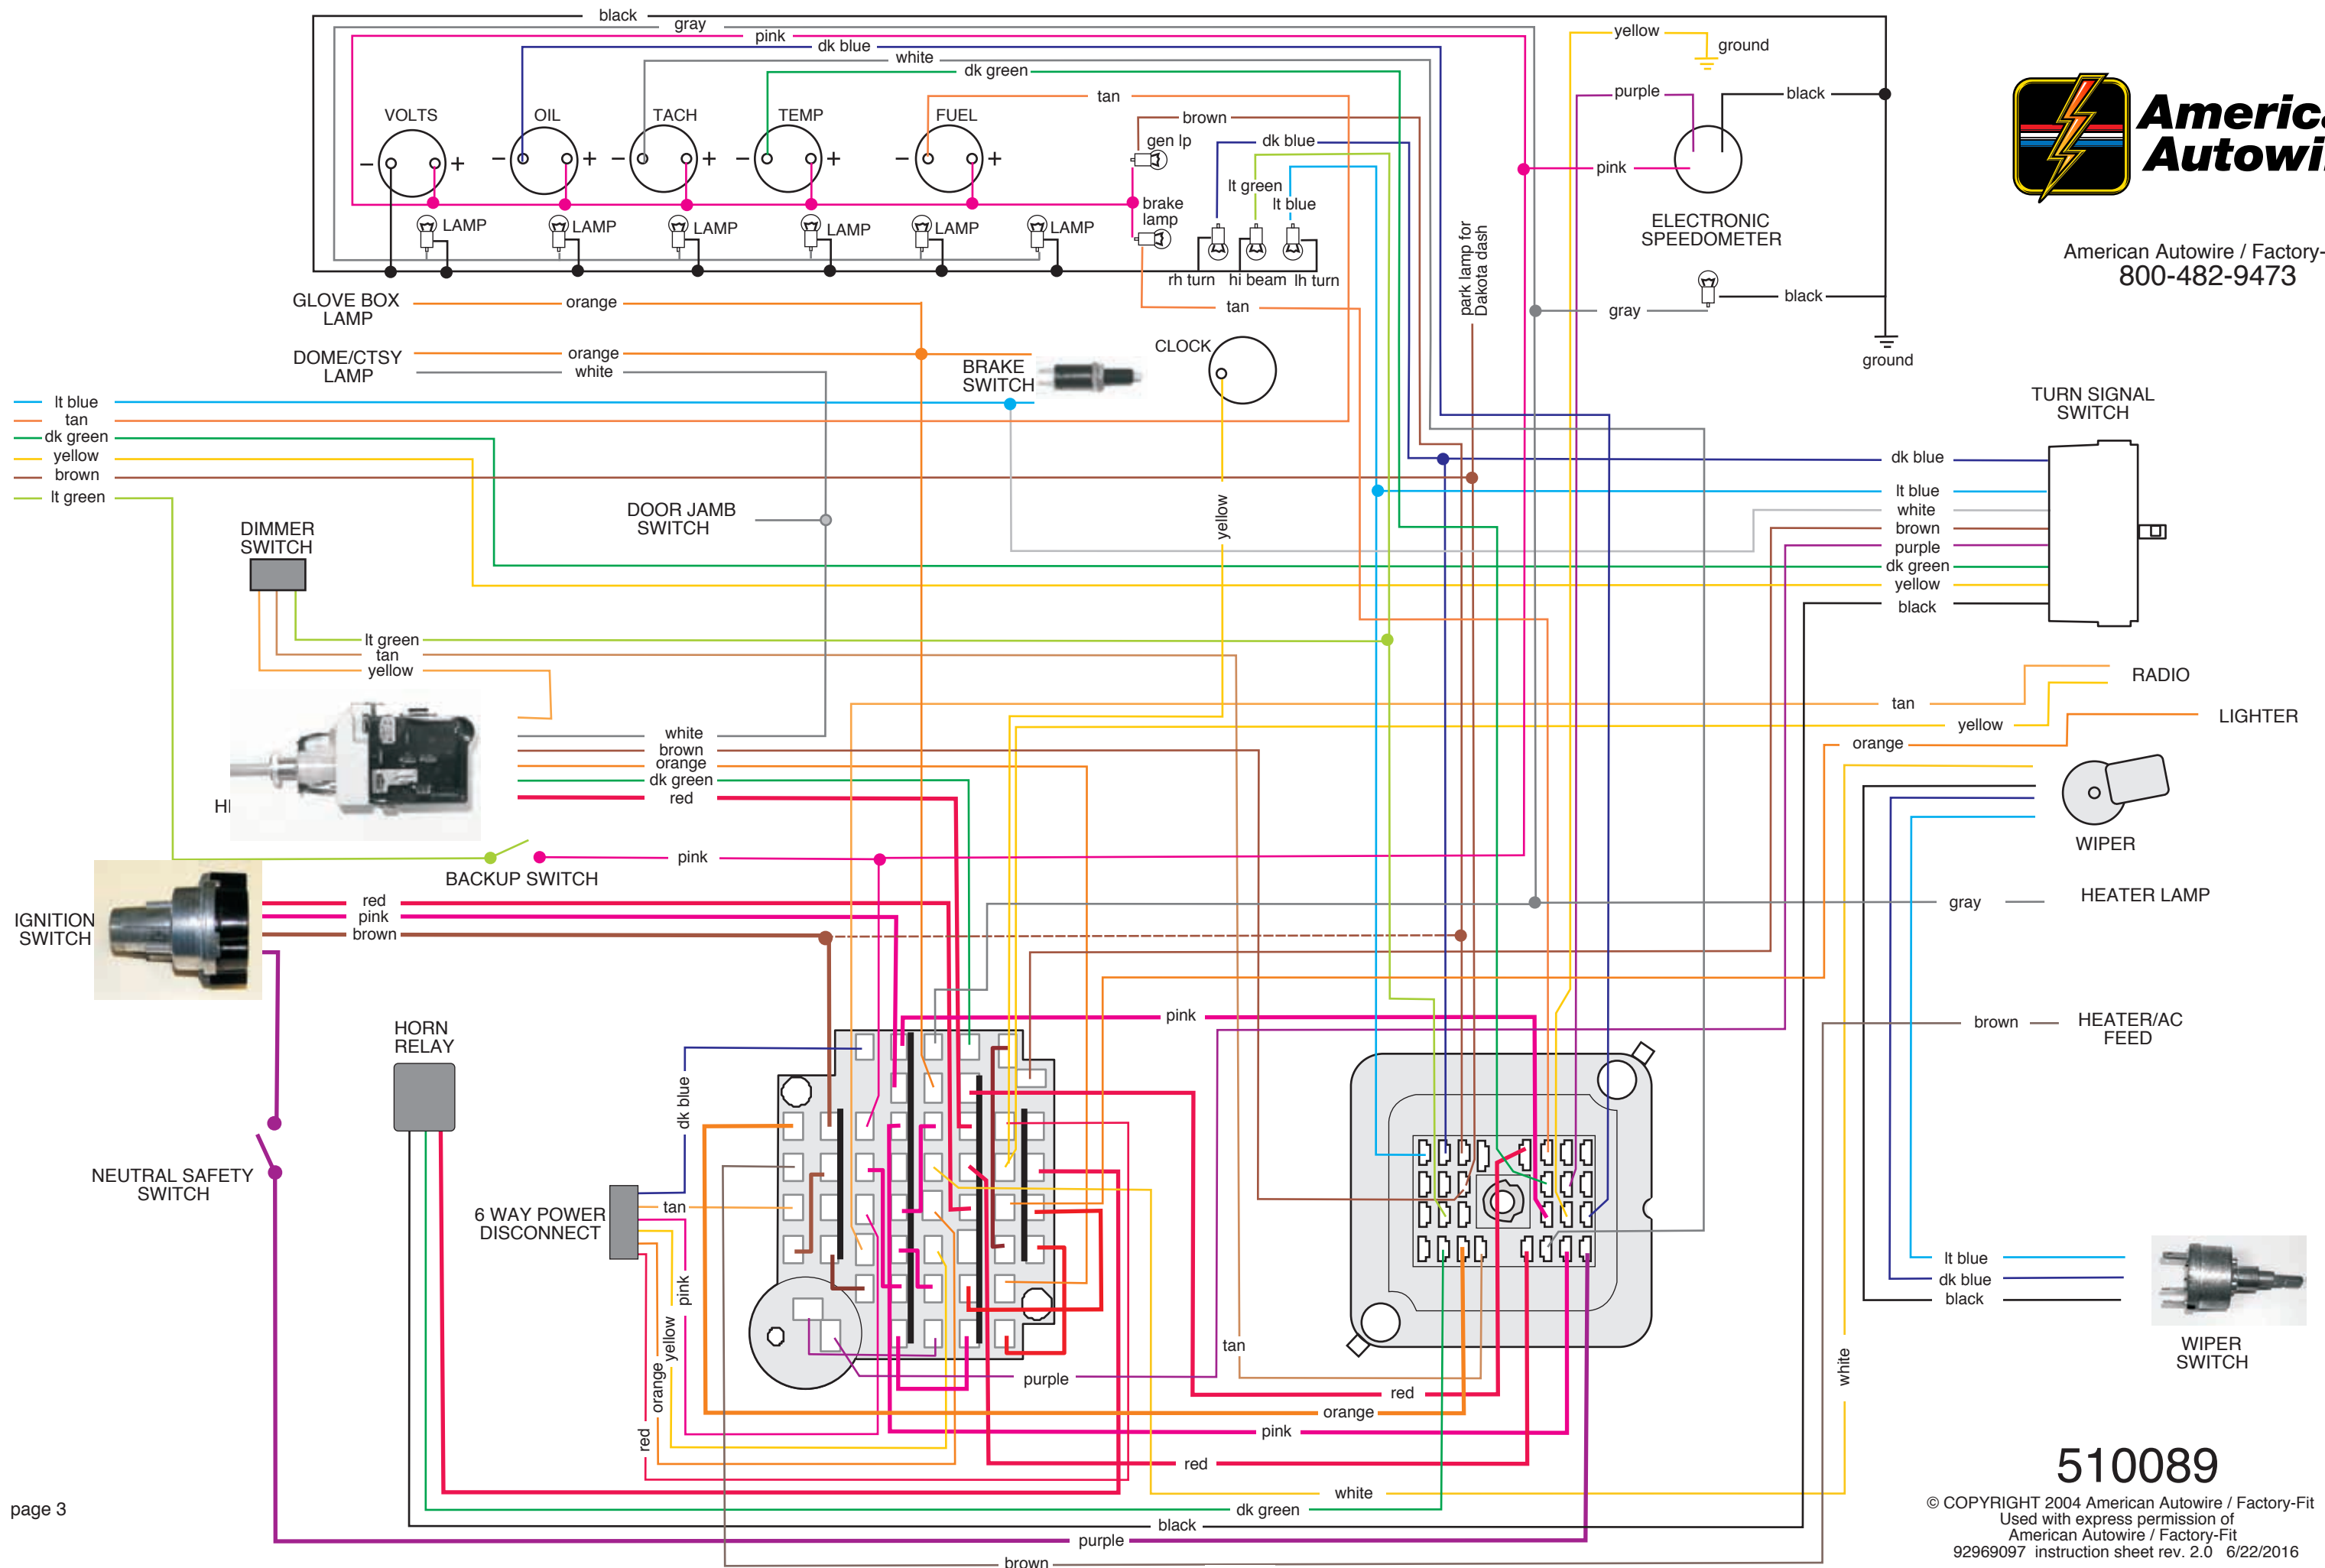 black
gray
pink
dk blue
white
dk green
tan
yellow
ground
purple
black
brown
gen lp
dk blue
VOLTS
OIL
TACH
TEMP
FUEL
– +
– +
– +
– +
– +
lt green
lt blue
pink
LAMP
LAMP
LAMP
LAMP
LAMP
brake
lamp
rh turn
hi beam
lh turn
tan
park lamp for
Dakota dash
ELECTRONIC
SPEEDOMETER
black
gray
ground
American Autowire / Factory-
800-482-9473
GLOVE BOX
LAMP
orange
DOME/CTSY
LAMP
orange
white
BRAKE
SWITCH
CLOCK
lt blue
tan
dk green
yellow
brown
lt green
DOOR JAMB
SWITCH
yellow
TURN SIGNAL
SWITCH
dk blue
lt blue
white
brown
purple
dk green
yellow
black
DIMMER
SWITCH
lt green
tan
yellow
tan
RADIO
yellow
LIGHTER
orange
WIPER
white
brown
orange
dk green
red
pink
BACKUP SWITCH
IGNITION
SWITCH
red
pink
brown
gray
HEATER LAMP
brown
HEATER/AC
FEED
HORN
RELAY
pink
dk blue
NEUTRAL SAFETY
SWITCH
6 WAY POWER
DISCONNECT
tan
pink
yellow
orange
red
tan
purple
red
orange
pink
red
white
dk green
black
purple
brown
white
lt blue
dk blue
black
WIPER
SWITCH
page 3
510089
© COPYRIGHT 2004 American Autowire / Factory-Fit
Used with express permission of
American Autowire / Factory-Fit
92969097 instruction sheet rev. 2.0 6/22/2016